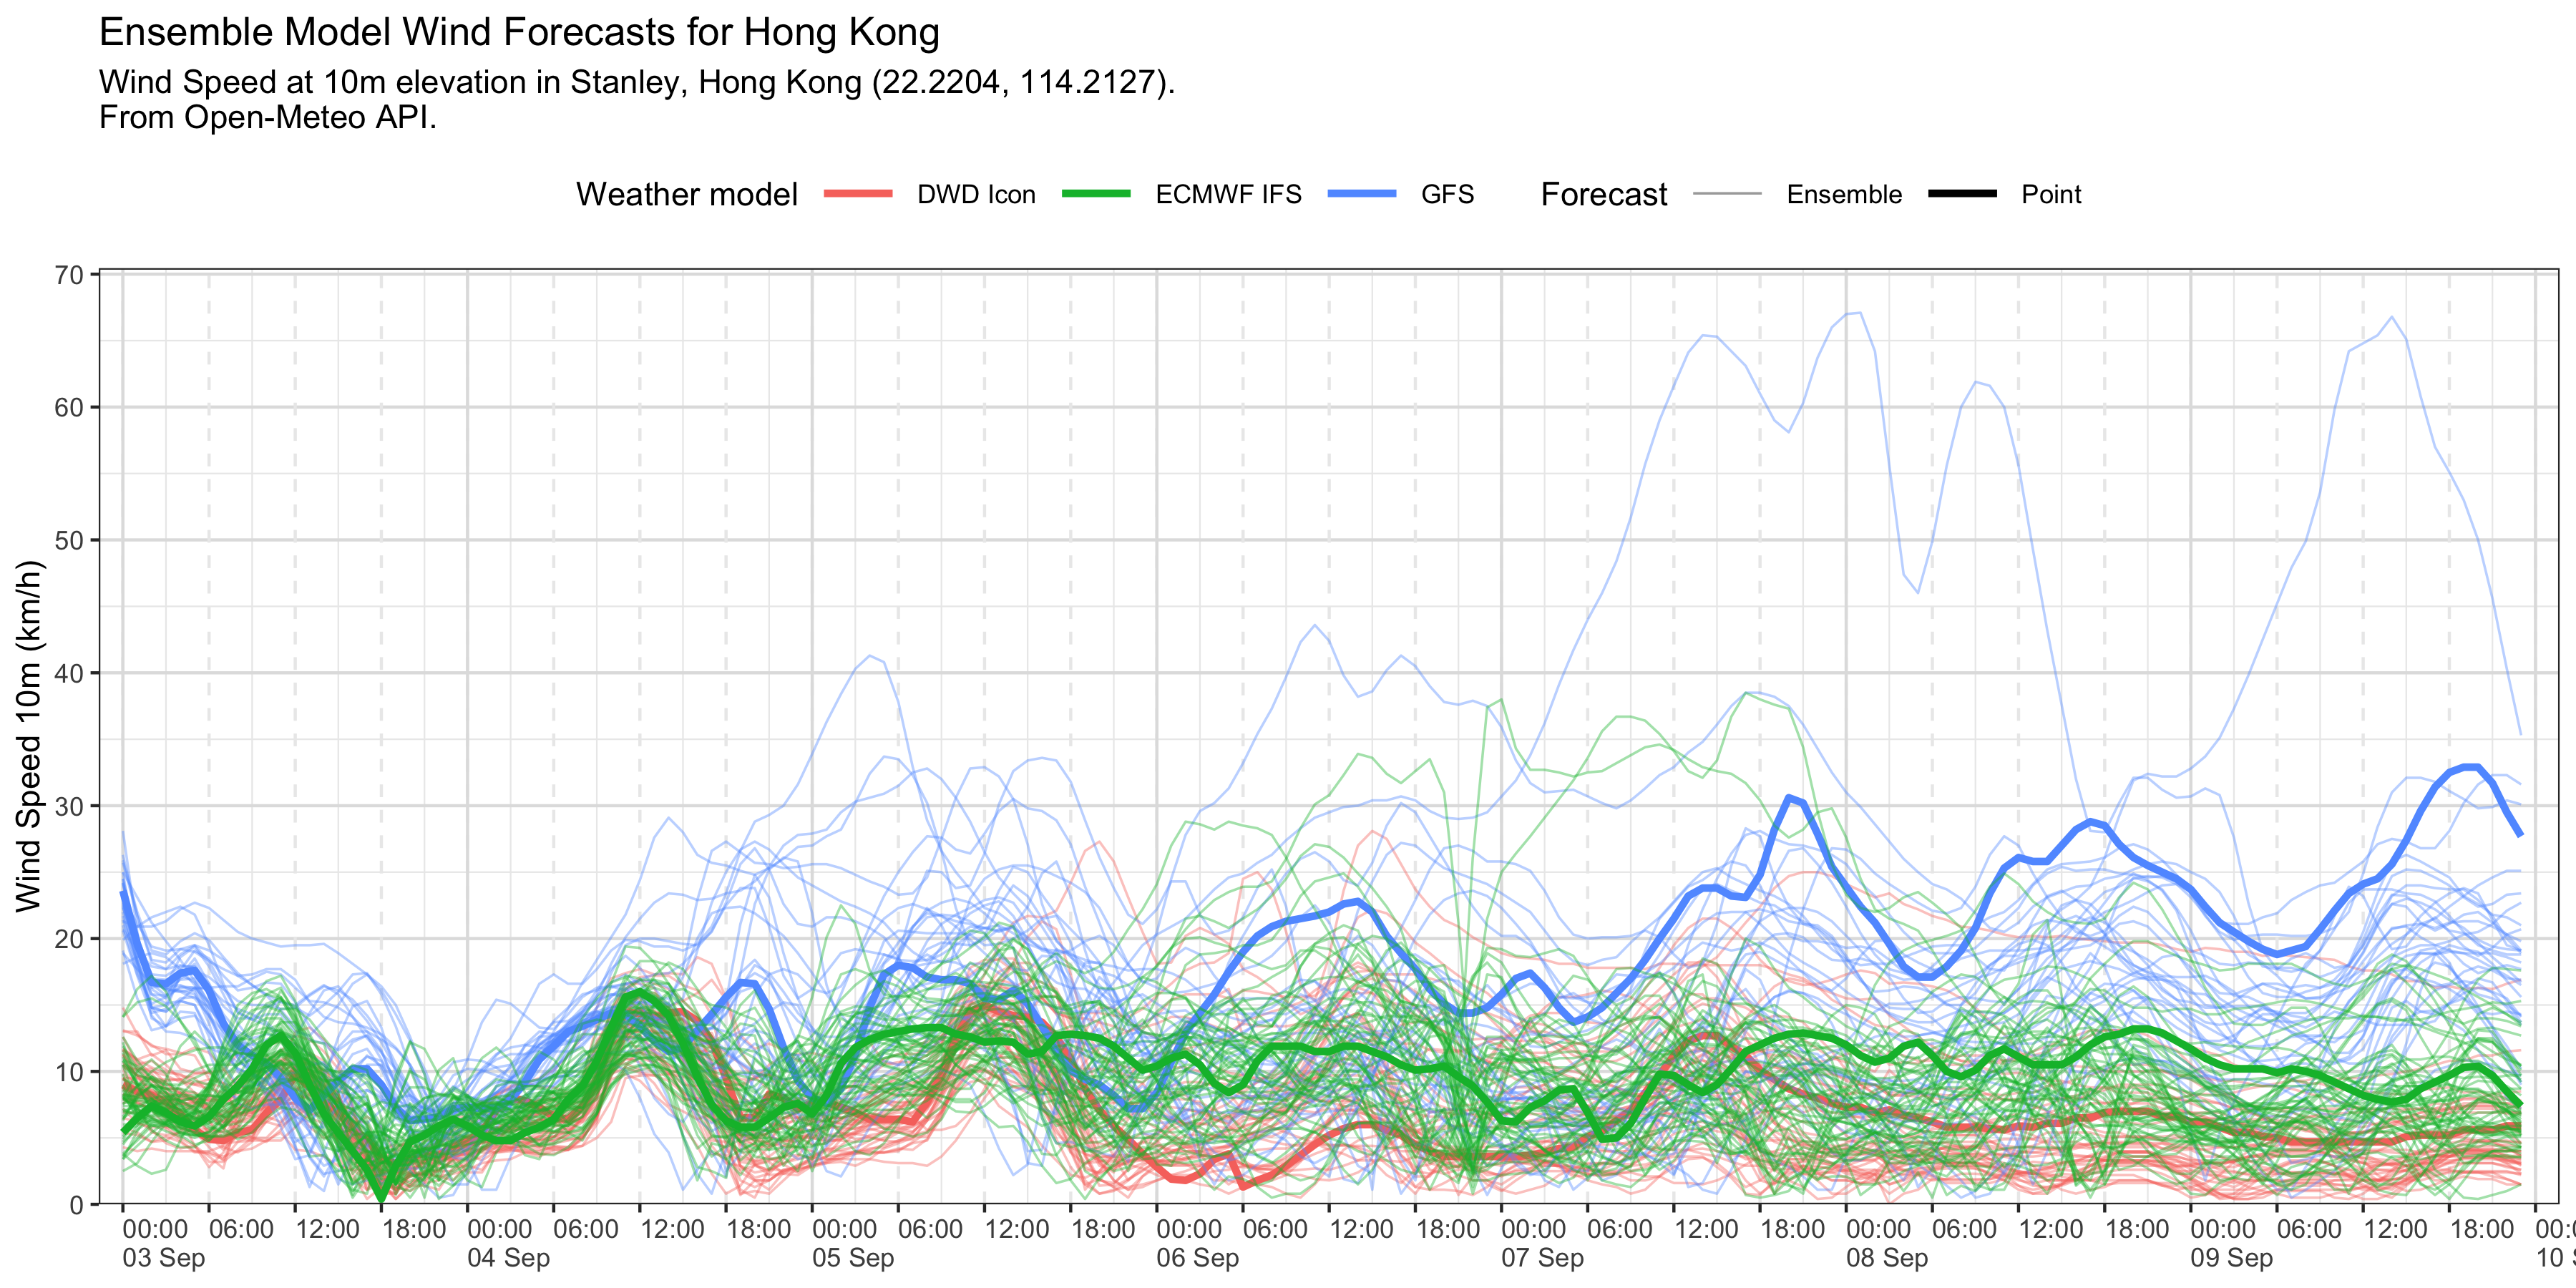 Ensemble Model Wind Forecasts for Hong Kong
Wind Speed at 10m elevation in Stanley, Hong Kong (22.2204, 114.2127).
From Open-Meteo API.
Weather model DWD Icon ECMWF IFS GFS Forecast Ensemble Point
Wind Speed 10m (km/h)
70
60
50
40
30
20
10
0
00:00 06:00 12:00 18:00 00:00 06:00 12:00 18:00 00:00 06:00 12:00 18:00 00:00 06:00 12:00 18:00 00:00 06:00 12:00 18:00 00:00 06:00 12:00 18:00 00:00 06:00 12:00 18:00
03 Sep 04 Sep 05 Sep 06 Sep 07 Sep 08 Sep 09 Sep 10